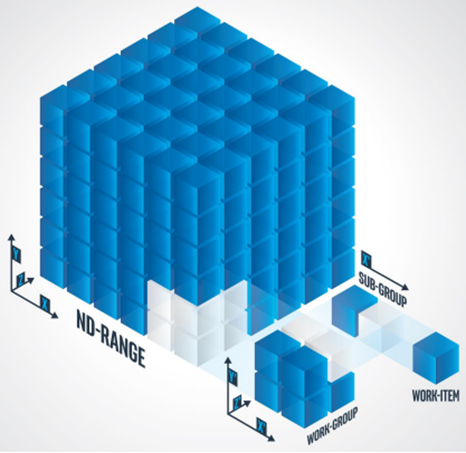 X'
SUB-GROUP
Y
Z
X
ND-RANGE
WORK-ITEM
Y'
Z'
X'
WORK-GROUP